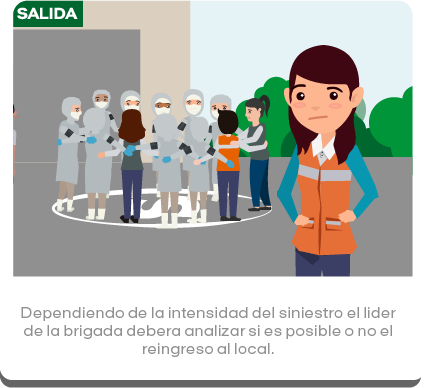 SALIDA
Dependiendo de la intensidad del siniestro el lider
de la brigada debera analizar si es posible o no el
reingreso al local.